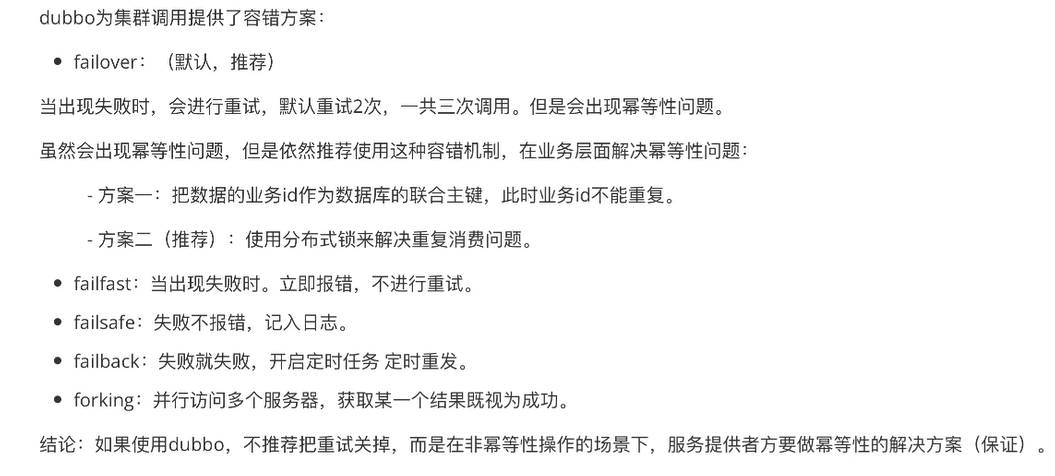 dubbo为集群调用提供了容错方案：
● failover：（默认，推荐）
当出现失败时，会进行重试，默认重试2次，一共三次调用。但是会出现幂等性问题。
虽然会出现幂等性问题，但是依然推荐使用这种容错机制，在业务层面解决幂等性问题：
- 方案一：把数据的业务id作为数据库的联合主键，此时业务id不能重复。
- 方案二（推荐）：使用分布式锁来解决重复消费问题。
● failfast：当出现失败时。立即报错，不进行重试。
● failsafe：失败不报错，记入日志。
● failback：失败就失败，开启定时任务 定时重发。
● forking：并行访问多个服务器，获取某一个结果既视为成功。
结论：如果使用dubbo，不推荐把重试关掉，而是在非幂等性操作的场景下，服务提供者方要做幂等性的解决方案（保证）。